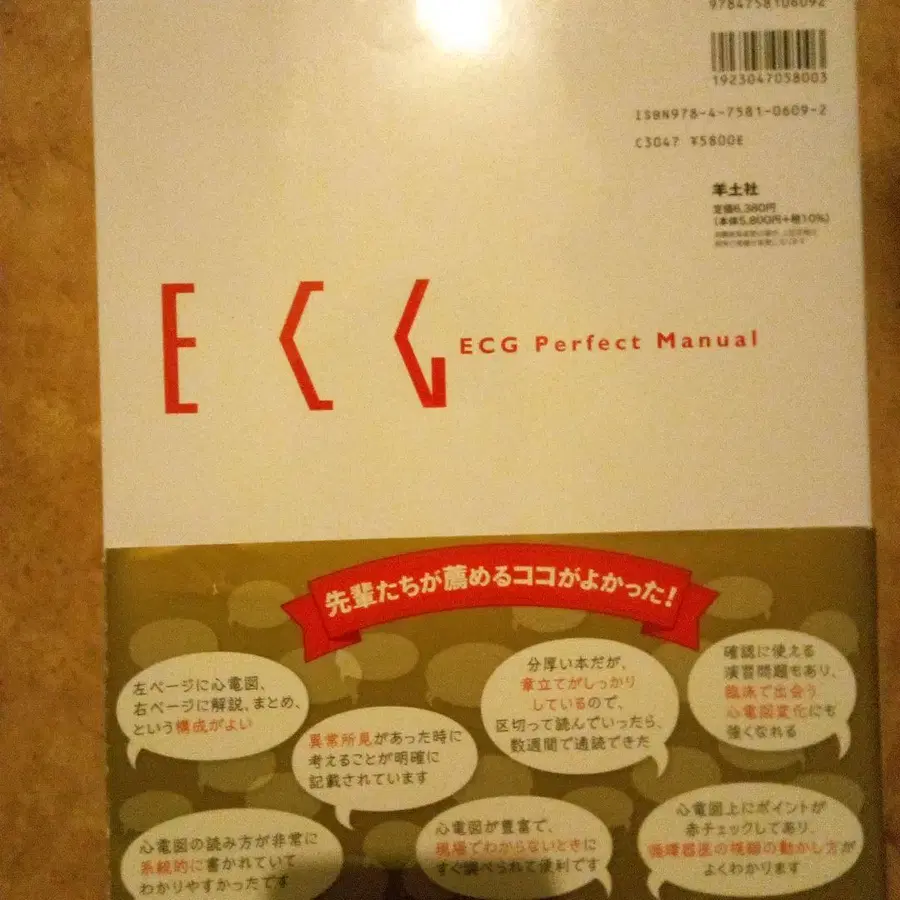 9784758106092
1923047058003
ISBN978-4-7581-0609-2
C3047 ¥5800E
羊土社
定価6,380円
(本体5,800円+税10%)
ECG
ECG Perfect Manual
先輩たちが薦めるココがよかった!
左ページに心電図、
右ページに解説、まとめ、
という構成がよい
異常所見があった時に
考えることが明確に
記載されています
分厚い本だが、
章立てがしっかり
しているので、
区切って読んでいったら、
数週間で通読できた
確認に使える
演習問題もあり、
臨床で出会う
心電図変化にも
強くなれる
心電図の読み方が非常に
系統的に書かれていて
わかりやすかったです
心電図が豊富で、
現場でわからないときに
すぐ調べられて便利です
心電図上にポイントが
赤チェックしてあり、
循環器医の視線の動かし方が
よくわかります